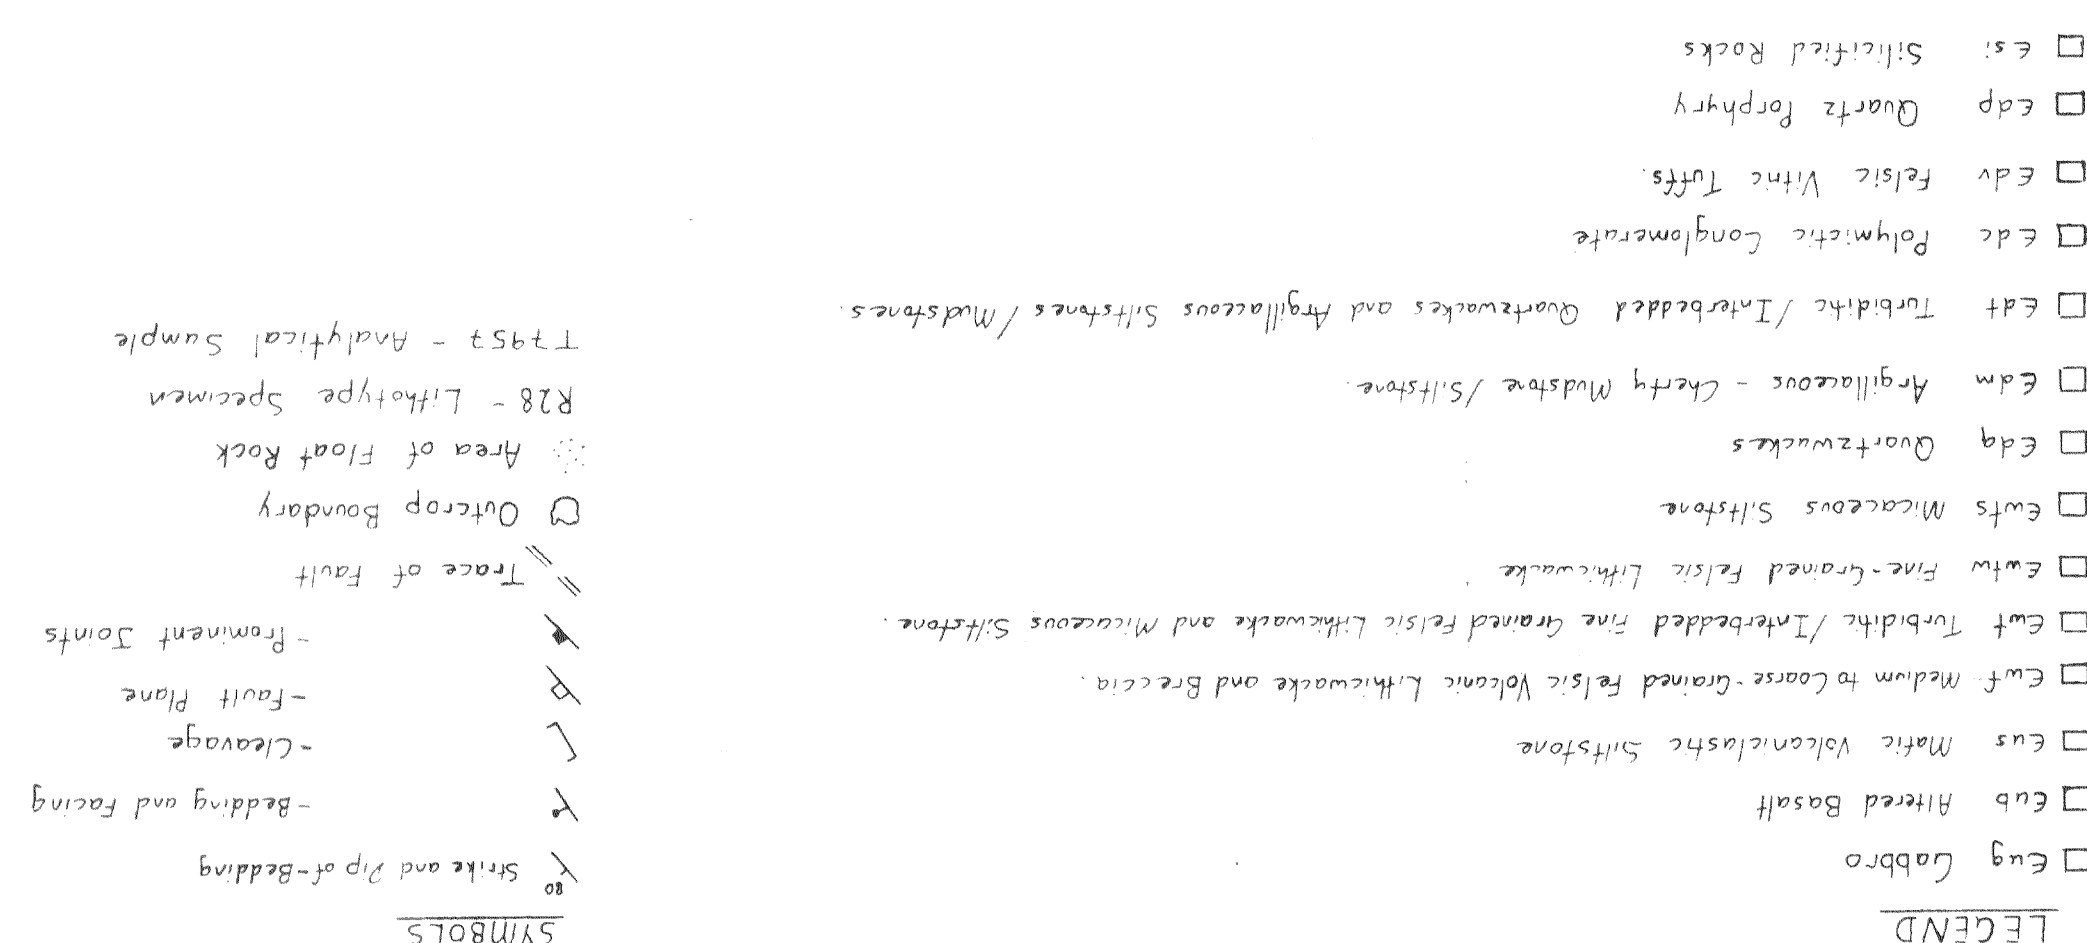 LEGEND
Eug Gabbro
Eub Altered Basalt
Eus Mafic Volcaniclastic Siltstone
Ewf Medium to Coarse-Grained Felsic Volcanic Lithicwacke and Breccia.
Ewt Turbiditic / Interbedded Fine Grained Felsic Lithicwacke and Micaceous Siltstone.
Ewtw Fine-Grained Felsic Lithicwacke
Ewts Micaceous Siltstone
Edq Quartzwackes
Edm Argillaceous - Cherty Mudstone /Siltstone.
Edt Turbiditic / Interbedded Quartzwackes and Argillaceous Siltstones / Mudstones.
Edc Polymictic Conglomerate
Edv Felsic Vitric Tuffs.
Edp Quartz Porphyry
Esi Silicified Rocks
SYMBOLS
80 Strike and Dip of-Bedding
-Bedding and Facing
-Cleavage
-Fault Plane
-Prominent Joints
Trace of Fault
Outcrop Boundary
Area of Float Rock
R28 - Lithotype Specimen
T7957 - Analytical Sample